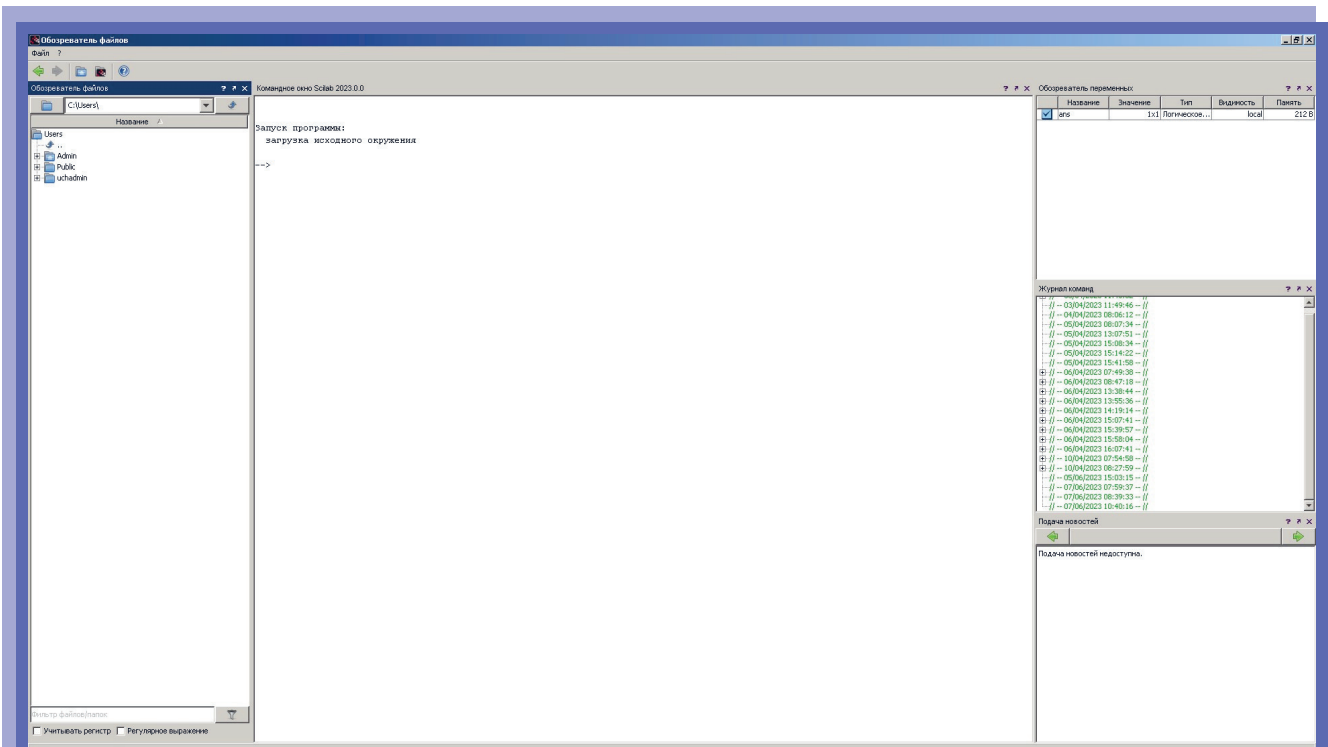 Обозреватель файлов
Файл ?
Обозреватель файлов
C:\Users\
Название
Users
..
Admin
Public
uchadmin
Фильтр файлов/папок
Учитывать регистр
Регулярное выражение
Командное окно Scilab 2023.0.0
Запуск программы:
загрузка исходного окружения
-->
Обозреватель переменных
Название Значение Тип Видимость Память
ans 1x1 Логическое... local 212 B
Журнал команд
// -- 03/04/2023 11:49:46 -- //
// -- 04/04/2023 08:06:12 -- //
// -- 05/04/2023 08:07:34 -- //
// -- 05/04/2023 13:07:51 -- //
// -- 05/04/2023 15:08:34 -- //
// -- 05/04/2023 15:14:22 -- //
// -- 05/04/2023 15:41:58 -- //
// -- 06/04/2023 07:49:38 -- //
// -- 06/04/2023 08:47:18 -- //
// -- 06/04/2023 13:38:44 -- //
// -- 06/04/2023 13:55:36 -- //
// -- 06/04/2023 14:19:14 -- //
// -- 06/04/2023 15:07:41 -- //
// -- 06/04/2023 15:39:57 -- //
// -- 06/04/2023 15:58:04 -- //
// -- 06/04/2023 16:07:41 -- //
// -- 10/04/2023 07:54:58 -- //
// -- 10/04/2023 08:27:59 -- //
// -- 05/06/2023 15:03:15 -- //
// -- 07/06/2023 07:59:37 -- //
// -- 07/06/2023 08:39:33 -- //
// -- 07/06/2023 10:40:16 -- //
Подача новостей
Подача новостей недоступна.